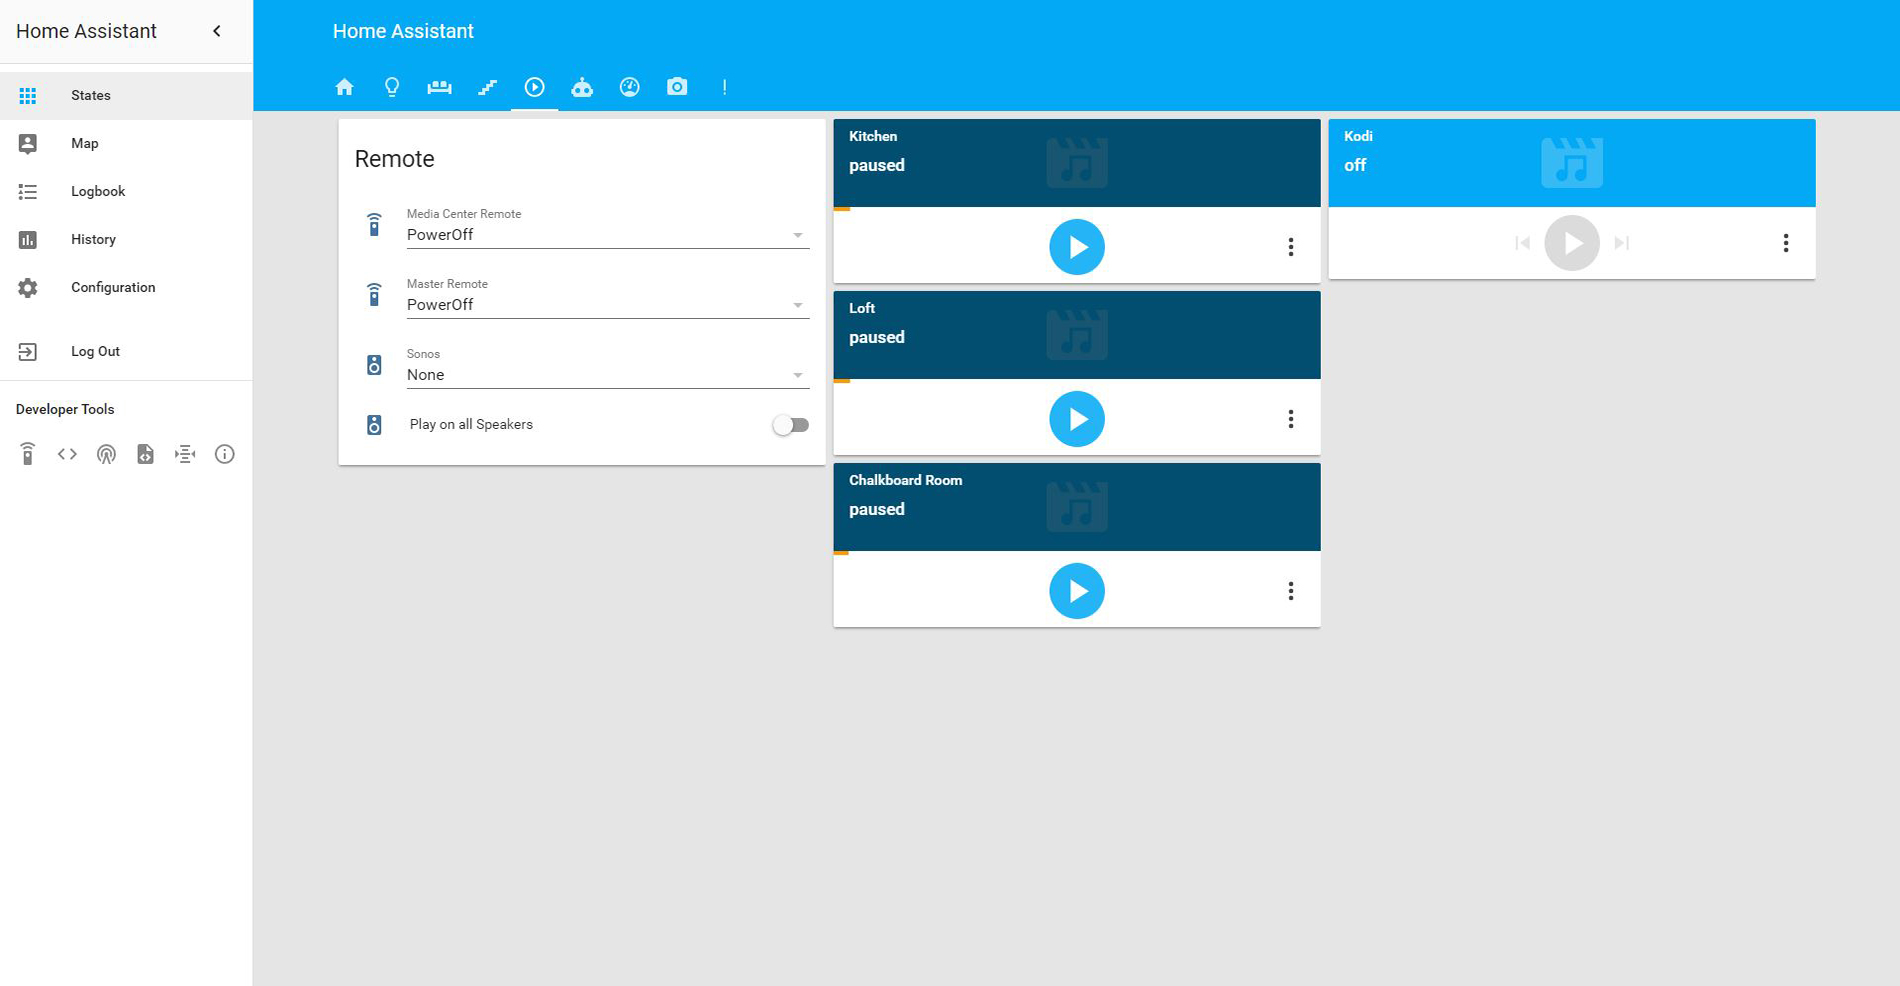 Home Assistant
States
Map
Logbook
History
Configuration
Log Out
Developer Tools
Home Assistant
Remote
Media Center Remote
PowerOff
Master Remote
PowerOff
Sonos
None
Play on all Speakers
Kitchen
paused
Loft
paused
Chalkboard Room
paused
Kodi
off